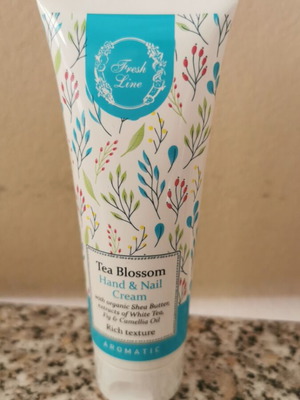 Fresh
Line
Tea Blossom
Hand & Nail
Cream
with organic Shea Butter,
extracts of White Tea,
Fig & Camellia Oil
Rich texture
AROMATIC